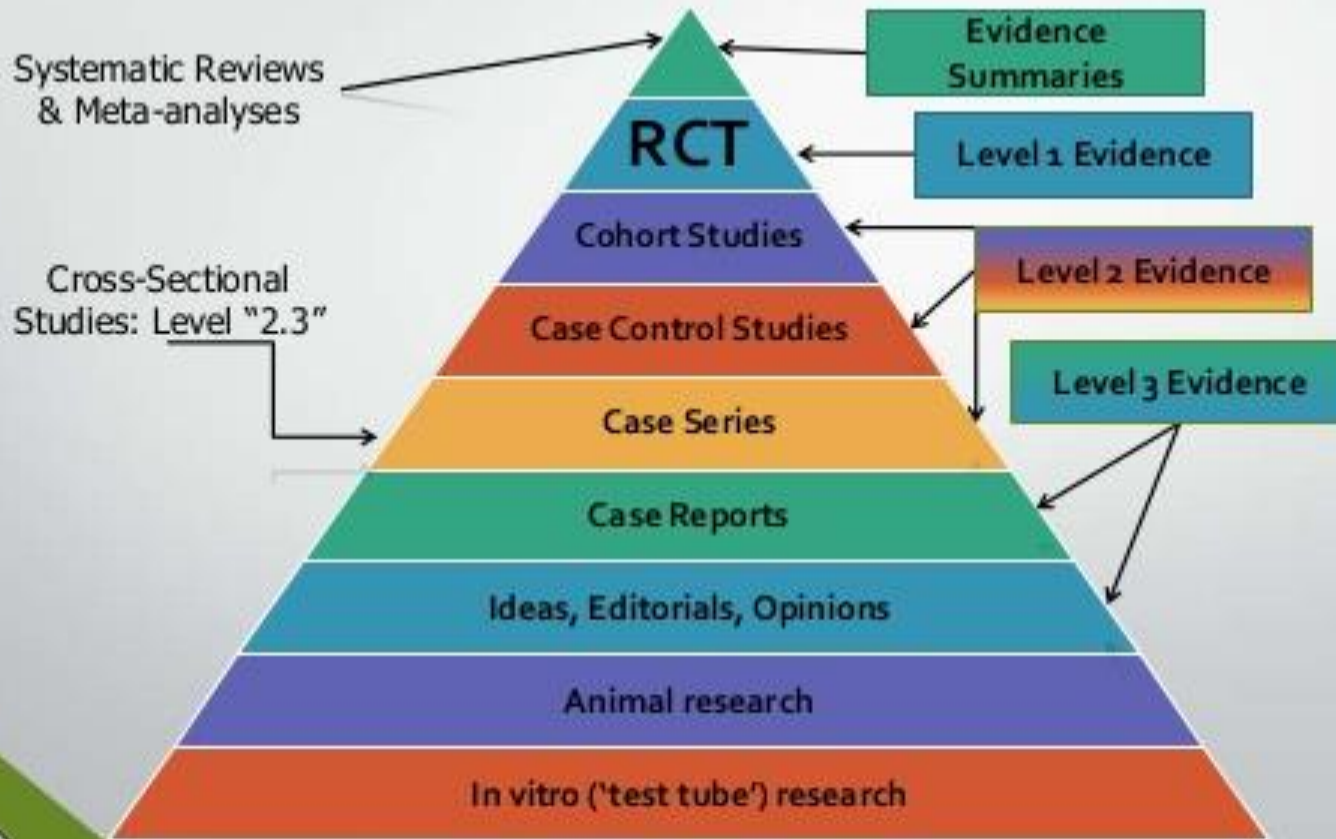 Systematic Reviews
& Meta-analyses
Evidence
Summaries
RCT
Level 1 Evidence
Cohort Studies
Level 2 Evidence
Cross-Sectional
Studies: Level “2.3”
Case Control Studies
Level 3 Evidence
Case Series
Case Reports
Ideas, Editorials, Opinions
Animal research
In vitro (‘test tube’) research